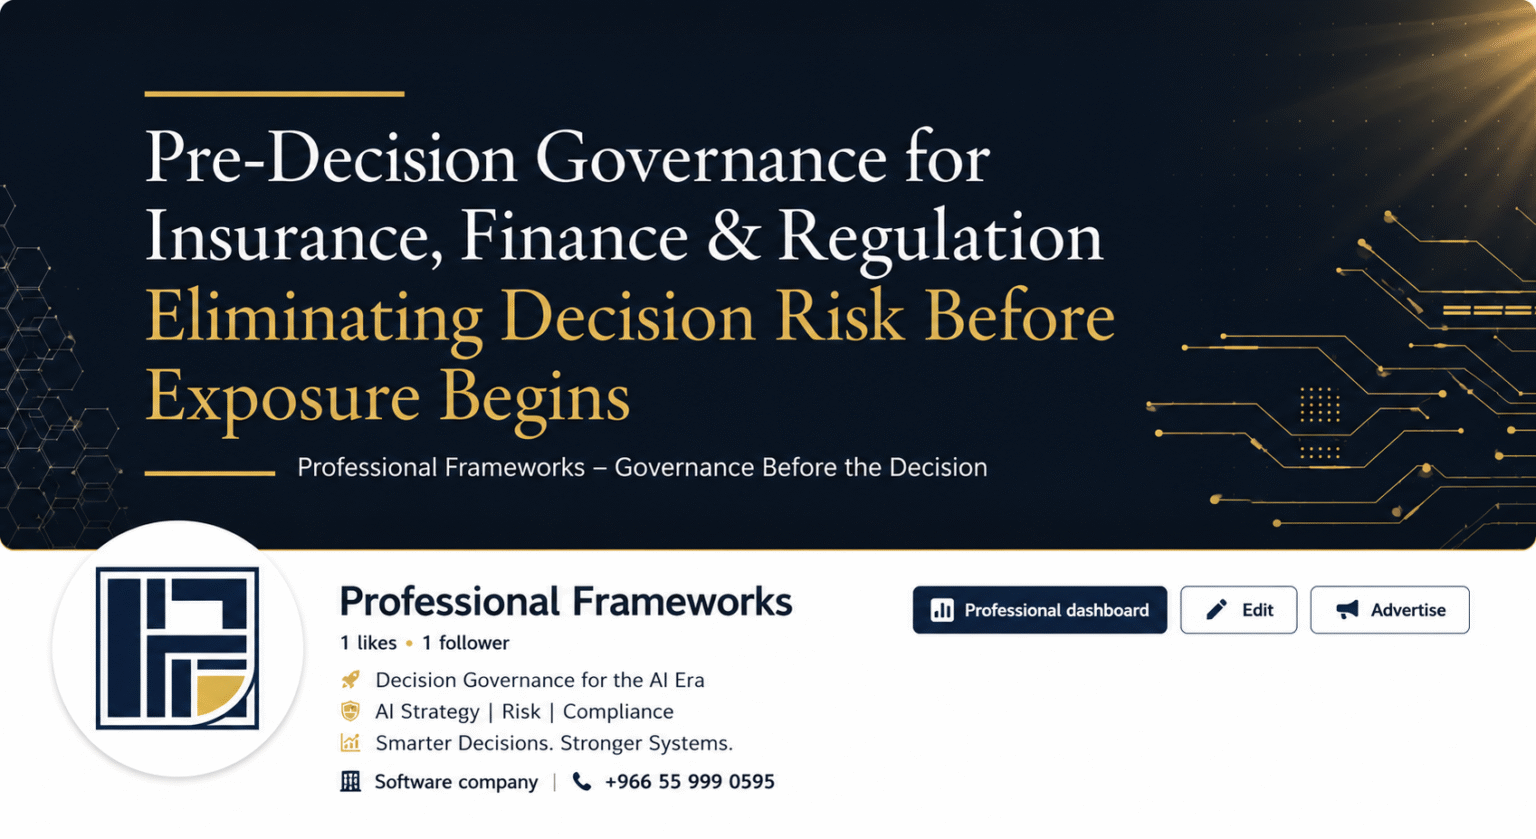 Pre-Decision Governance for
Insurance, Finance & Regulation
Eliminating Decision Risk Before
Exposure Begins
Professional Frameworks – Governance Before the Decision
Professional Frameworks
1 likes • 1 follower
Professional dashboard
Edit
Advertise
Decision Governance for the AI Era
AI Strategy | Risk | Compliance
Smarter Decisions. Stronger Systems.
Software company | +966 55 999 0595